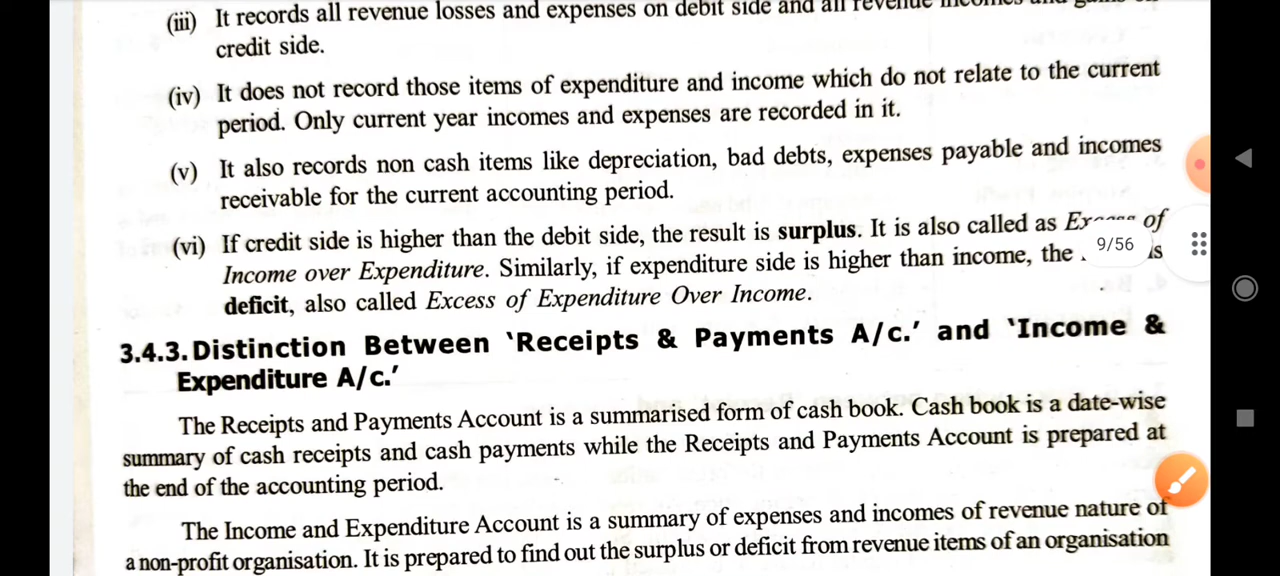 (iii) It records all revenue losses and expenses on debit side and all revenue incomes and gains on
credit side.
(iv) It does not record those items of expenditure and income which do not relate to the current
period. Only current year incomes and expenses are recorded in it.
(v) It also records non cash items like depreciation, bad debts, expenses payable and incomes
receivable for the current accounting period.
(vi) If credit side is higher than the debit side, the result is surplus. It is also called as of
Income over Expenditure. Similarly, if expenditure side is higher than income, the
deficit, also called Excess of Expenditure Over Income.
9/56
3.4.3. Distinction Between 'Receipts & Payments A/c.' and 'Income &
Expenditure A/c.'
The Receipts and Payments Account is a summarised form of cash book. Cash book is a date-wise
summary of cash receipts and cash payments while the Receipts and Payments Account is prepared at
the end of the accounting period.
The Income and Expenditure Account is a summary of expenses and incomes of revenue nature of
a non-profit organisation. It is prepared to find out the surplus or deficit from revenue items of an organisation